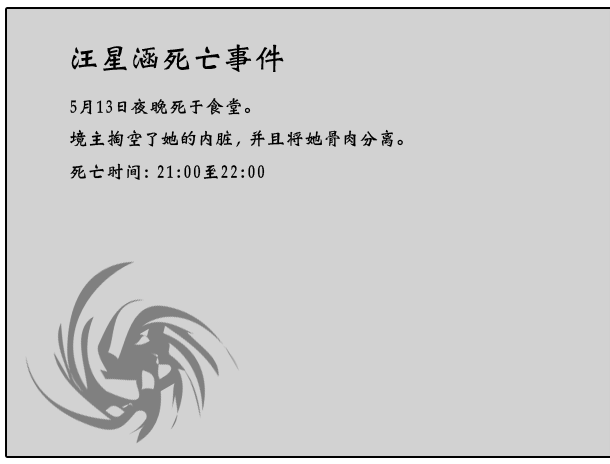 汪星涵死亡事件
5月13日夜晚死于食堂。
境主掏空了她的内脏，并且将她骨肉分离。
死亡时间：21:00至22:00